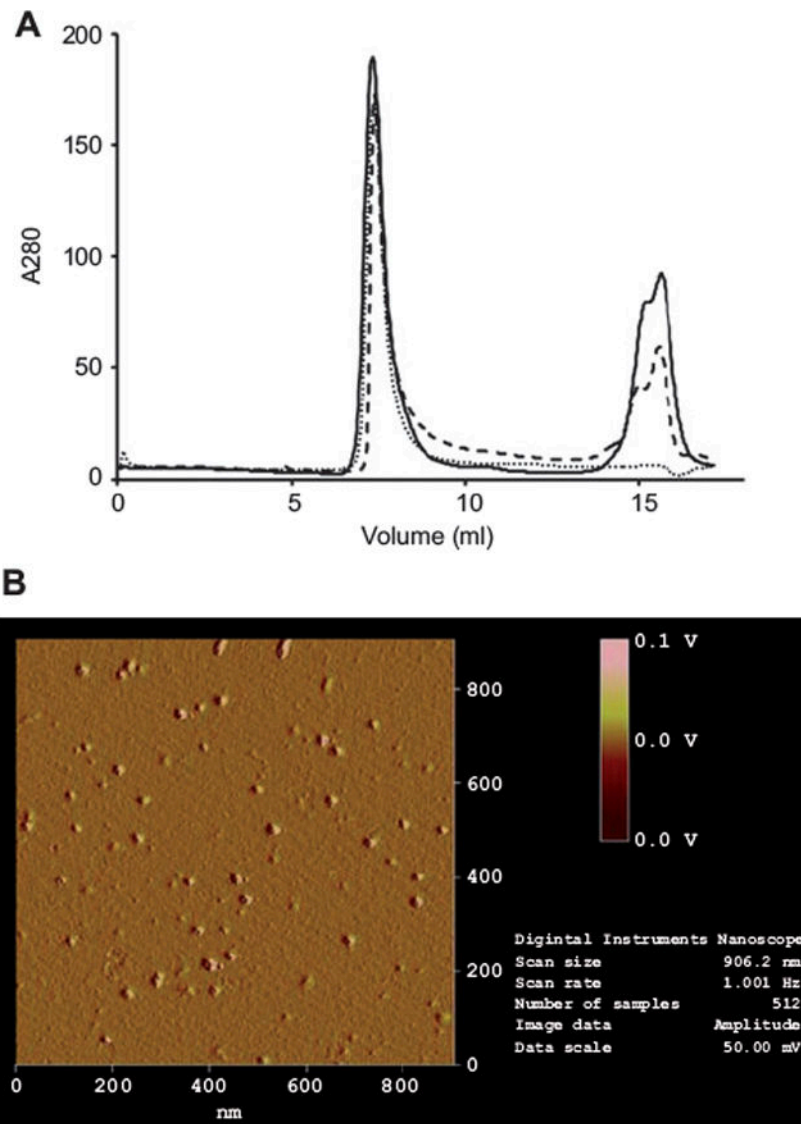 A
200
150
100
50
0
A280
0 5 10 15
Volume (ml)
B
0.1 V
0.0 V
0.0 V
800
600
400
200
0
0 200 400 600 800
nm
Digintal Instruments Nanoscope
Scan size 906.2 nm
Scan rate 1.001 Hz
Number of samples 512
Image data Amplitude
Data scale 50.00 mV